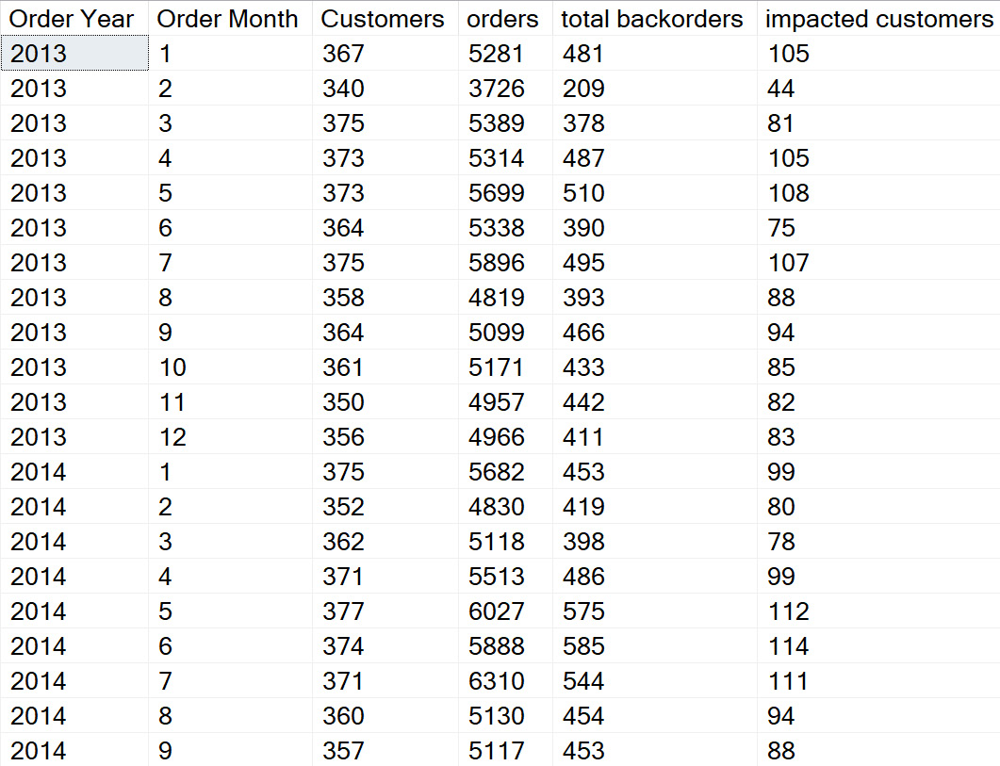 Order Year Order Month Customers orders total backorders impacted customers
2013 1 367 5281 481 105
2013 2 340 3726 209 44
2013 3 375 5389 378 81
2013 4 373 5314 487 105
2013 5 373 5699 510 108
2013 6 364 5338 390 75
2013 7 375 5896 495 107
2013 8 358 4819 393 88
2013 9 364 5099 466 94
2013 10 361 5171 433 85
2013 11 350 4957 442 82
2013 12 356 4966 411 83
2014 1 375 5682 453 99
2014 2 352 4830 419 80
2014 3 362 5118 398 78
2014 4 371 5513 486 99
2014 5 377 6027 575 112
2014 6 374 5888 585 114
2014 7 371 6310 544 111
2014 8 360 5130 454 94
2014 9 357 5117 453 88